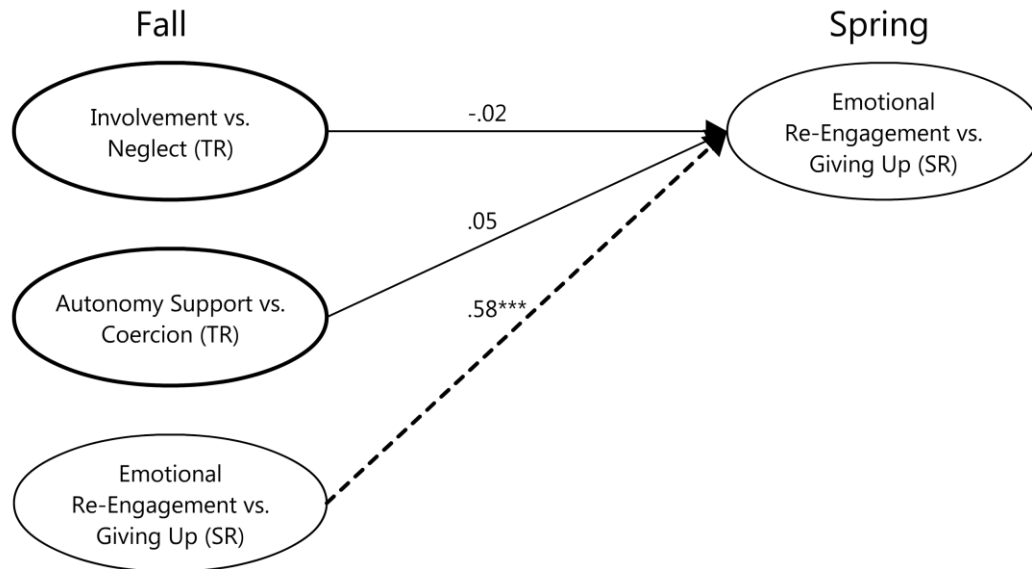 Fall
Spring
Involvement vs.
Neglect (TR)
-.02
Emotional
Re-Engagement vs.
Giving Up (SR)
Autonomy Support vs.
Coercion (TR)
.05
.58***
Emotional
Re-Engagement vs.
Giving Up (SR)